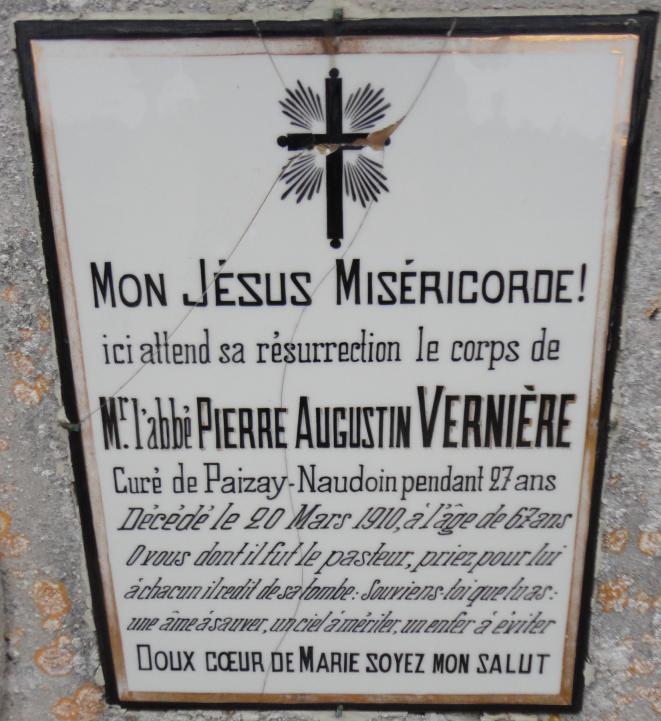 MON JÉSUS MISÉRICORDE!
ici attend sa résurrection le corps de
Mr. l'abbé PIERRE AUGUSTIN VERNIÈRE
Curé de Paizay-Naudoin pendant 27 ans
Décédé le 20 Mars 1910, à l'âge de 67 ans
O vous dont il fut le pasteur, priez pour lui
à chacun il redit de sa tombe: Souviens-toi que tu as:
une âme à sauver, un ciel à mériter, un enfer à éviter
DOUX CŒUR DE MARIE SOYEZ MON SALUT